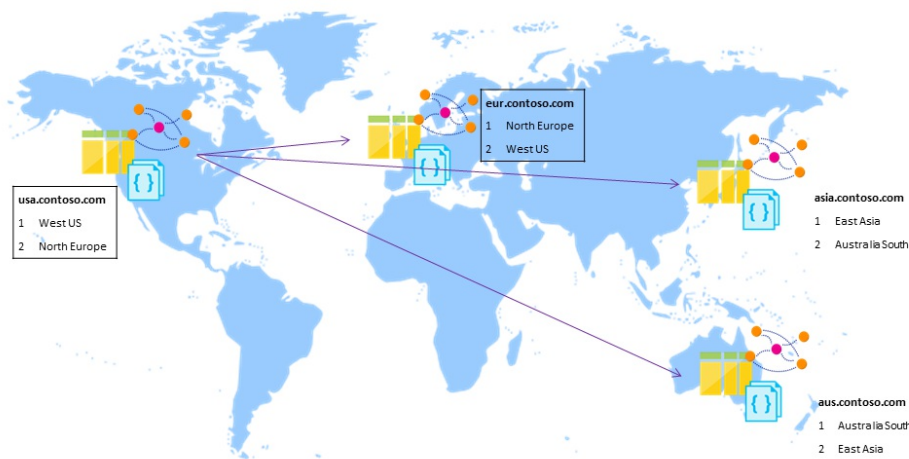 eur.contoso.com
1 North Europe
2 West US
usa.contoso.com
1 West US
2 North Europe
asia.contoso.com
1 East Asia
2 Australia South
aus.contoso.com
1 Australia South
2 East Asia
{ }
{ }
{ }
{ }